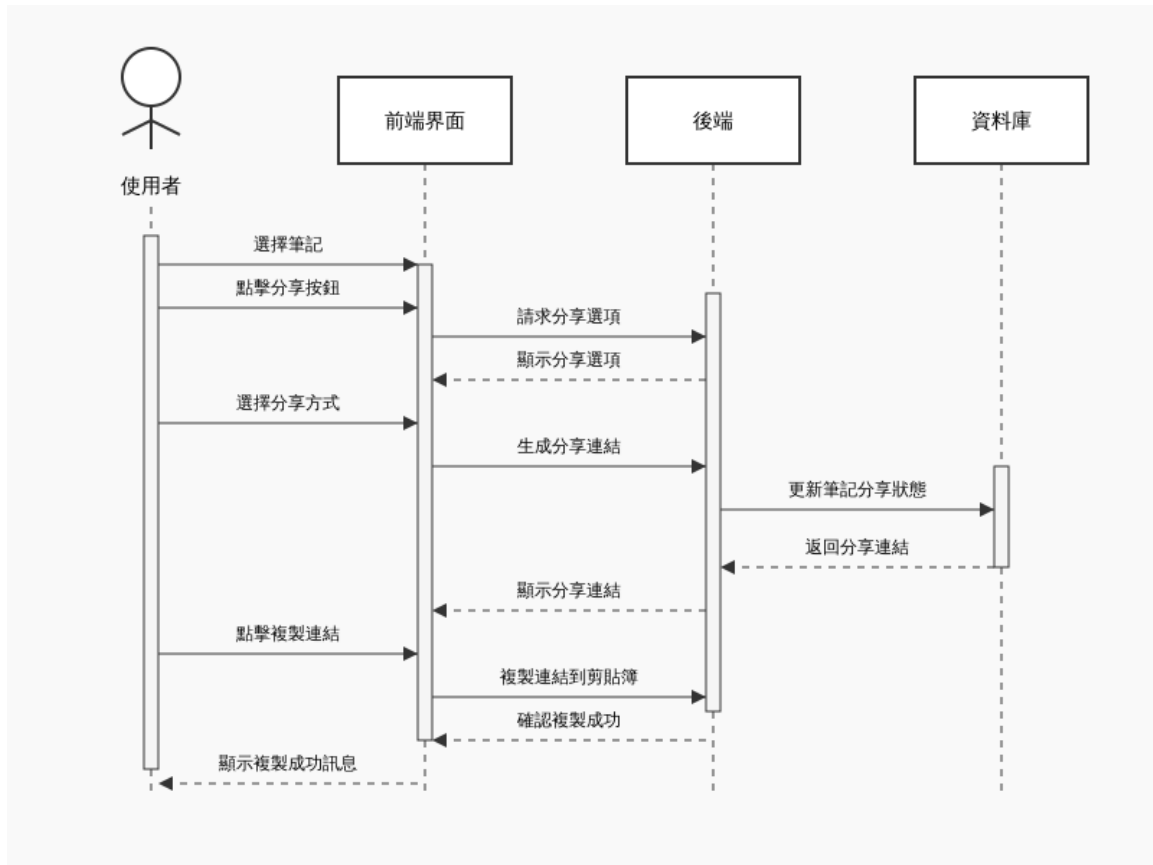 前端界面
後端
資料庫
使用者
選擇筆記
點擊分享按鈕
請求分享選項
顯示分享選項
選擇分享方式
生成分享連結
更新筆記分享狀態
返回分享連結
顯示分享連結
點擊複製連結
複製連結到剪貼簿
確認複製成功
顯示複製成功訊息